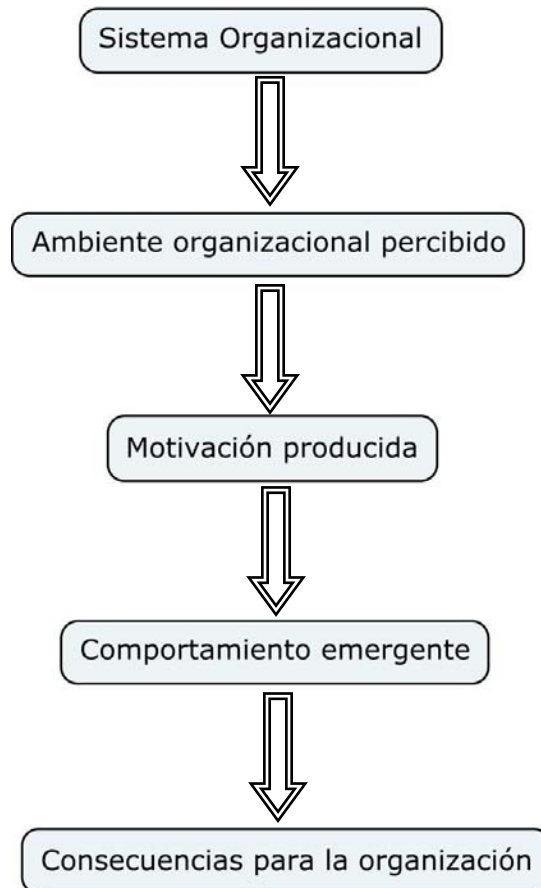 Sistema Organizacional
Ambiente organizacional percibido
Motivación producida
Comportamiento emergente
Consecuencias para la organización